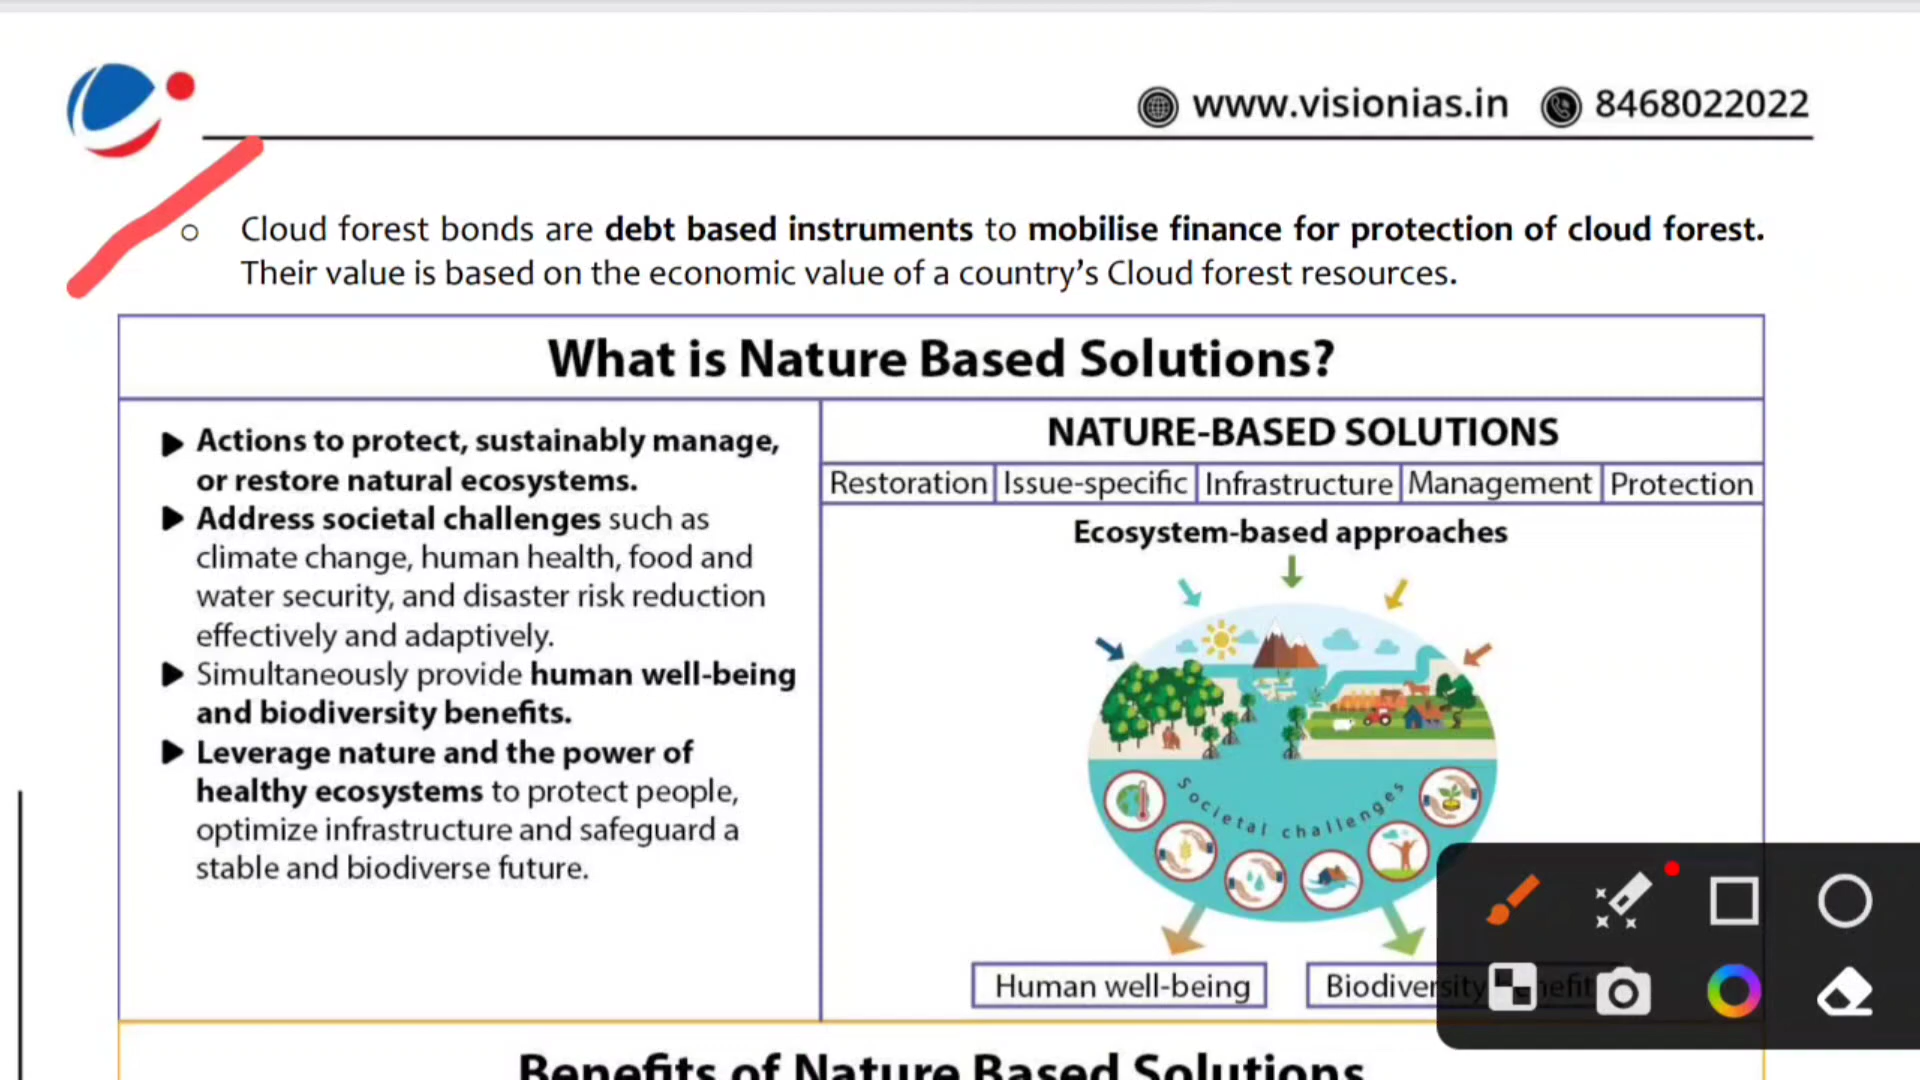 www.visionias.in 8468022022
○ Cloud forest bonds are debt based instruments to mobilise finance for protection of cloud forest.
Their value is based on the economic value of a country's Cloud forest resources.
What is Nature Based Solutions?
▶ Actions to protect, sustainably manage,
or restore natural ecosystems.
▶ Address societal challenges such as
climate change, human health, food and
water security, and disaster risk reduction
effectively and adaptively.
▶ Simultaneously provide human well-being
and biodiversity benefits.
▶ Leverage nature and the power of
healthy ecosystems to protect people,
optimize infrastructure and safeguard a
stable and biodiverse future.
NATURE-BASED SOLUTIONS
Restoration Issue-specific Infrastructure Management Protection
Ecosystem-based approaches
Societal challenges
Human well-being
Biodiversity
Benefits of Nature Based Solutions